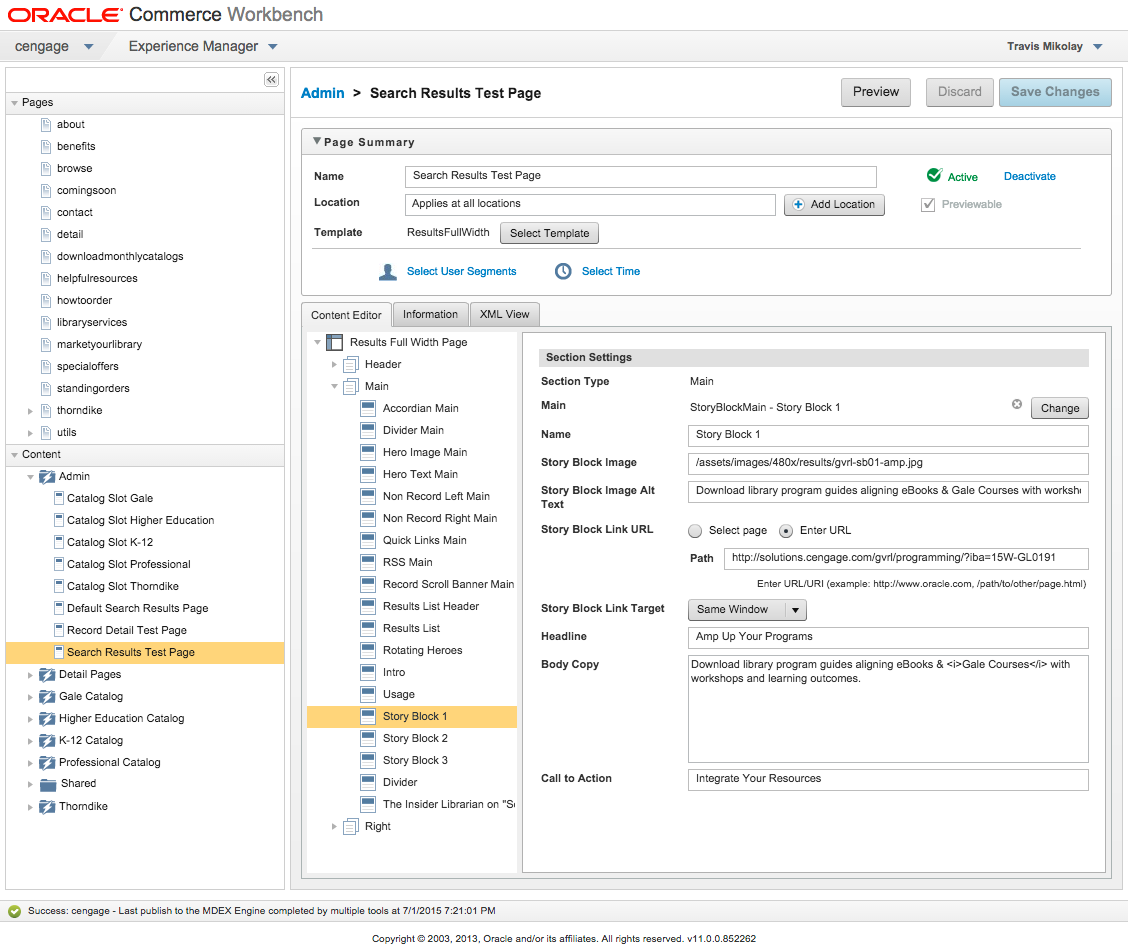 ORACLE Commerce Workbench
cengage Experience Manager Travis Mikolay
Pages
about
benefits
browse
comingsoon
contact
detail
downloadmonthlycatalogs
helpfulresources
howtoorder
libraryservices
marketyourlibrary
specialoffers
standingorders
thorndike
utils
Content
Admin
Catalog Slot Gale
Catalog Slot Higher Education
Catalog Slot K-12
Catalog Slot Professional
Catalog Slot Thorndike
Default Search Results Page
Record Detail Test Page
Search Results Test Page
Detail Pages
Gale Catalog
Higher Education Catalog
K-12 Catalog
Professional Catalog
Shared
Thorndike
Admin > Search Results Test Page Preview Discard Save Changes
Page Summary
Name Search Results Test Page Active Deactivate
Location Applies at all locations Add Location Previewable
Template ResultsFullWidth Select Template
Select User Segments Select Time
Content Editor Information XML View
Results Full Width Page
Header
Main
Accordian Main
Divider Main
Hero Image Main
Hero Text Main
Non Record Left Main
Non Record Right Main
Quick Links Main
RSS Main
Record Scroll Banner Main
Results List Header
Results List
Rotating Heroes
Intro
Usage
Story Block 1
Story Block 2
Story Block 3
Divider
The Insider Librarian on "S
Right
Section Settings
Section Type Main
Main StoryBlockMain - Story Block 1 Change
Name Story Block 1
Story Block Image /assets/images/480x/results/gvrl-sb01-amp.jpg
Story Block Image Alt Download library program guides aligning eBooks & Gale Courses with worksh
Text
Story Block Link URL Select page Enter URL
Path http://solutions.cengage.com/gvrl/programming/?iba=15W-GL0191
Enter URL/URI (example: http://www.oracle.com, /path/to/other/page.html)
Story Block Link Target Same Window
Headline Amp Up Your Programs
Body Copy Download library program guides aligning eBooks & <i>Gale Courses</i> with
workshops and learning outcomes.
Call to Action Integrate Your Resources
Success: cengage - Last publish to the MDEX Engine completed by multiple tools at 7/1/2015 7:21:01 PM
Copyright © 2003, 2013, Oracle and/or its affiliates. All rights reserved. v11.0.0.852262